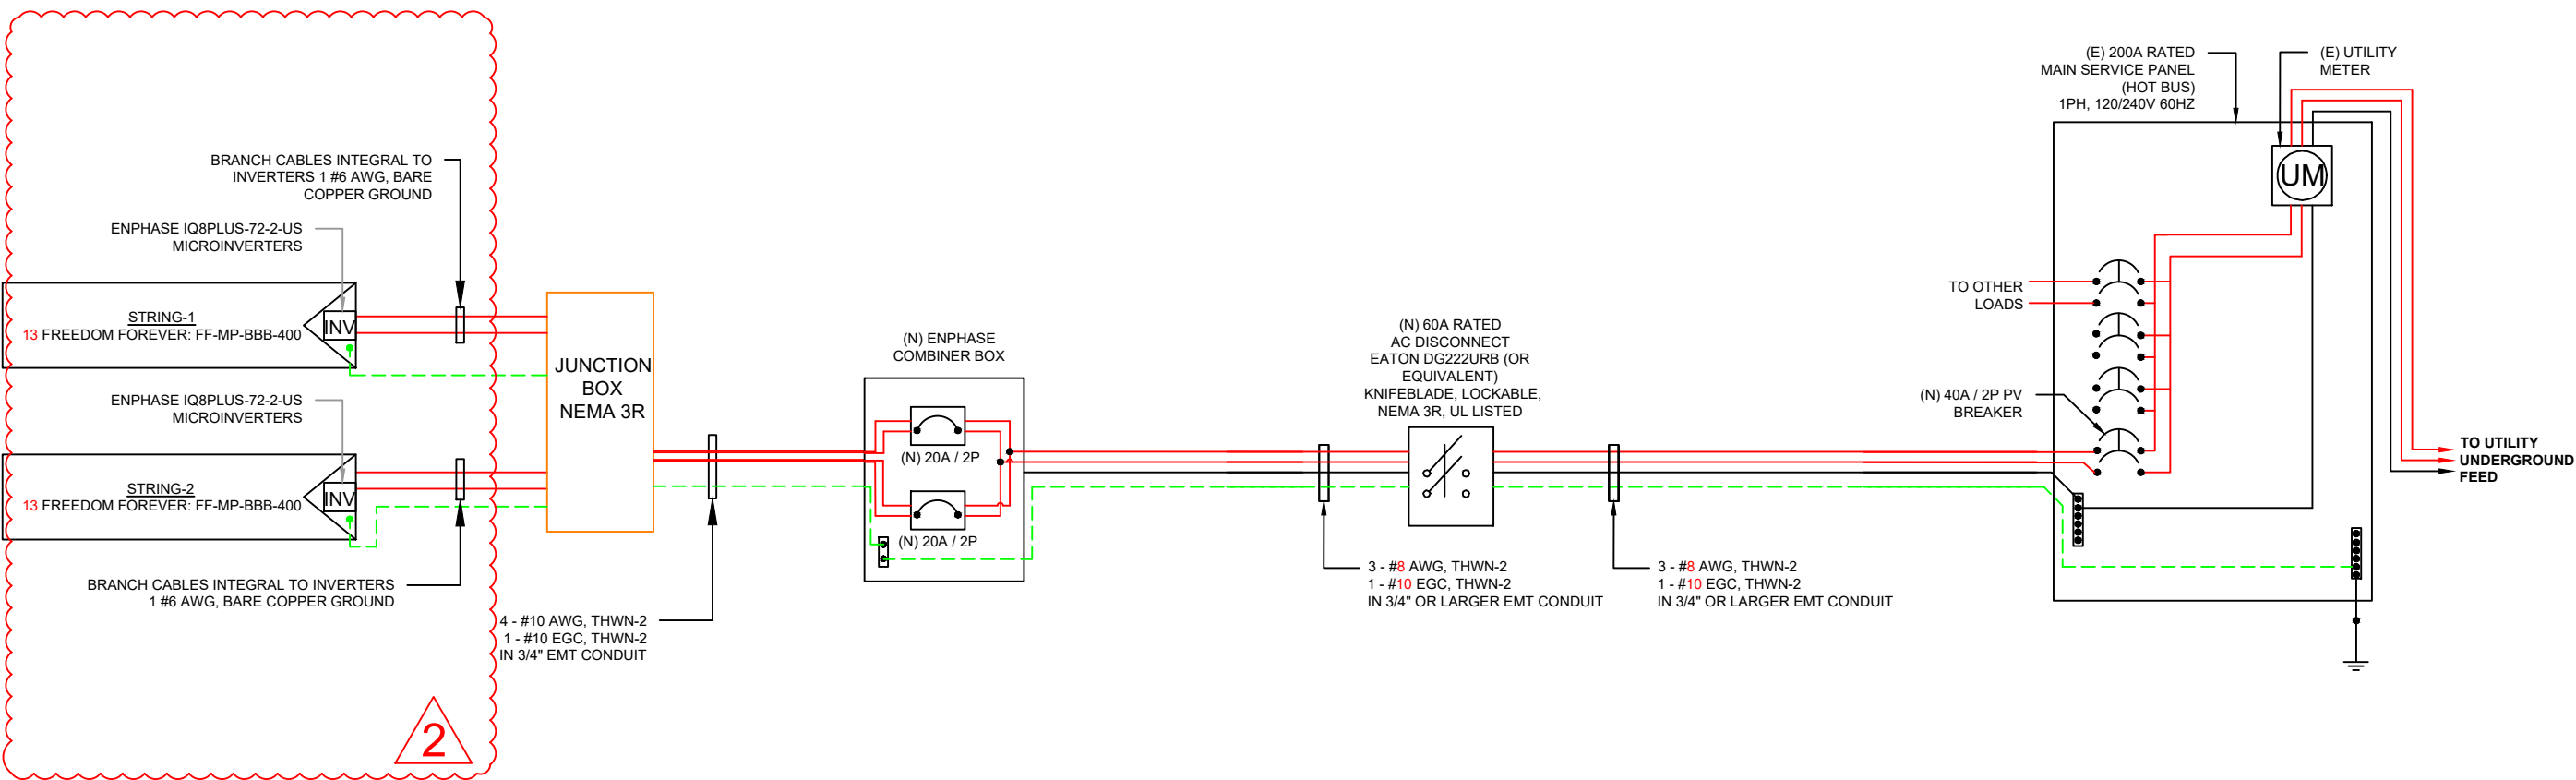 BRANCH CABLES INTEGRAL TO
INVERTERS 1 #6 AWG, BARE
COPPER GROUND
ENPHASE IQ8PLUS-72-2-US
MICROINVERTERS
STRING-1
13 FREEDOM FOREVER: FF-MP-BBB-400
INV
ENPHASE IQ8PLUS-72-2-US
MICROINVERTERS
STRING-2
13 FREEDOM FOREVER: FF-MP-BBB-400
INV
BRANCH CABLES INTEGRAL TO INVERTERS
1 #6 AWG, BARE COPPER GROUND
2
JUNCTION
BOX
NEMA 3R
4 - #10 AWG, THWN-2
1 - #10 EGC, THWN-2
IN 3/4" EMT CONDUIT
(N) ENPHASE
COMBINER BOX
(N) 20A / 2P
(N) 20A / 2P
(N) 60A RATED
AC DISCONNECT
EATON DG222URB (OR
EQUIVALENT)
KNIFEBLADE, LOCKABLE,
NEMA 3R, UL LISTED
3 - #8 AWG, THWN-2
1 - #10 EGC, THWN-2
IN 3/4" OR LARGER EMT CONDUIT
3 - #8 AWG, THWN-2
1 - #10 EGC, THWN-2
IN 3/4" OR LARGER EMT CONDUIT
(E) 200A RATED
MAIN SERVICE PANEL
(HOT BUS)
1PH, 120/240V 60HZ
(E) UTILITY
METER
UM
TO OTHER
LOADS
(N) 40A / 2P PV
BREAKER
TO UTILITY
UNDERGROUND
FEED